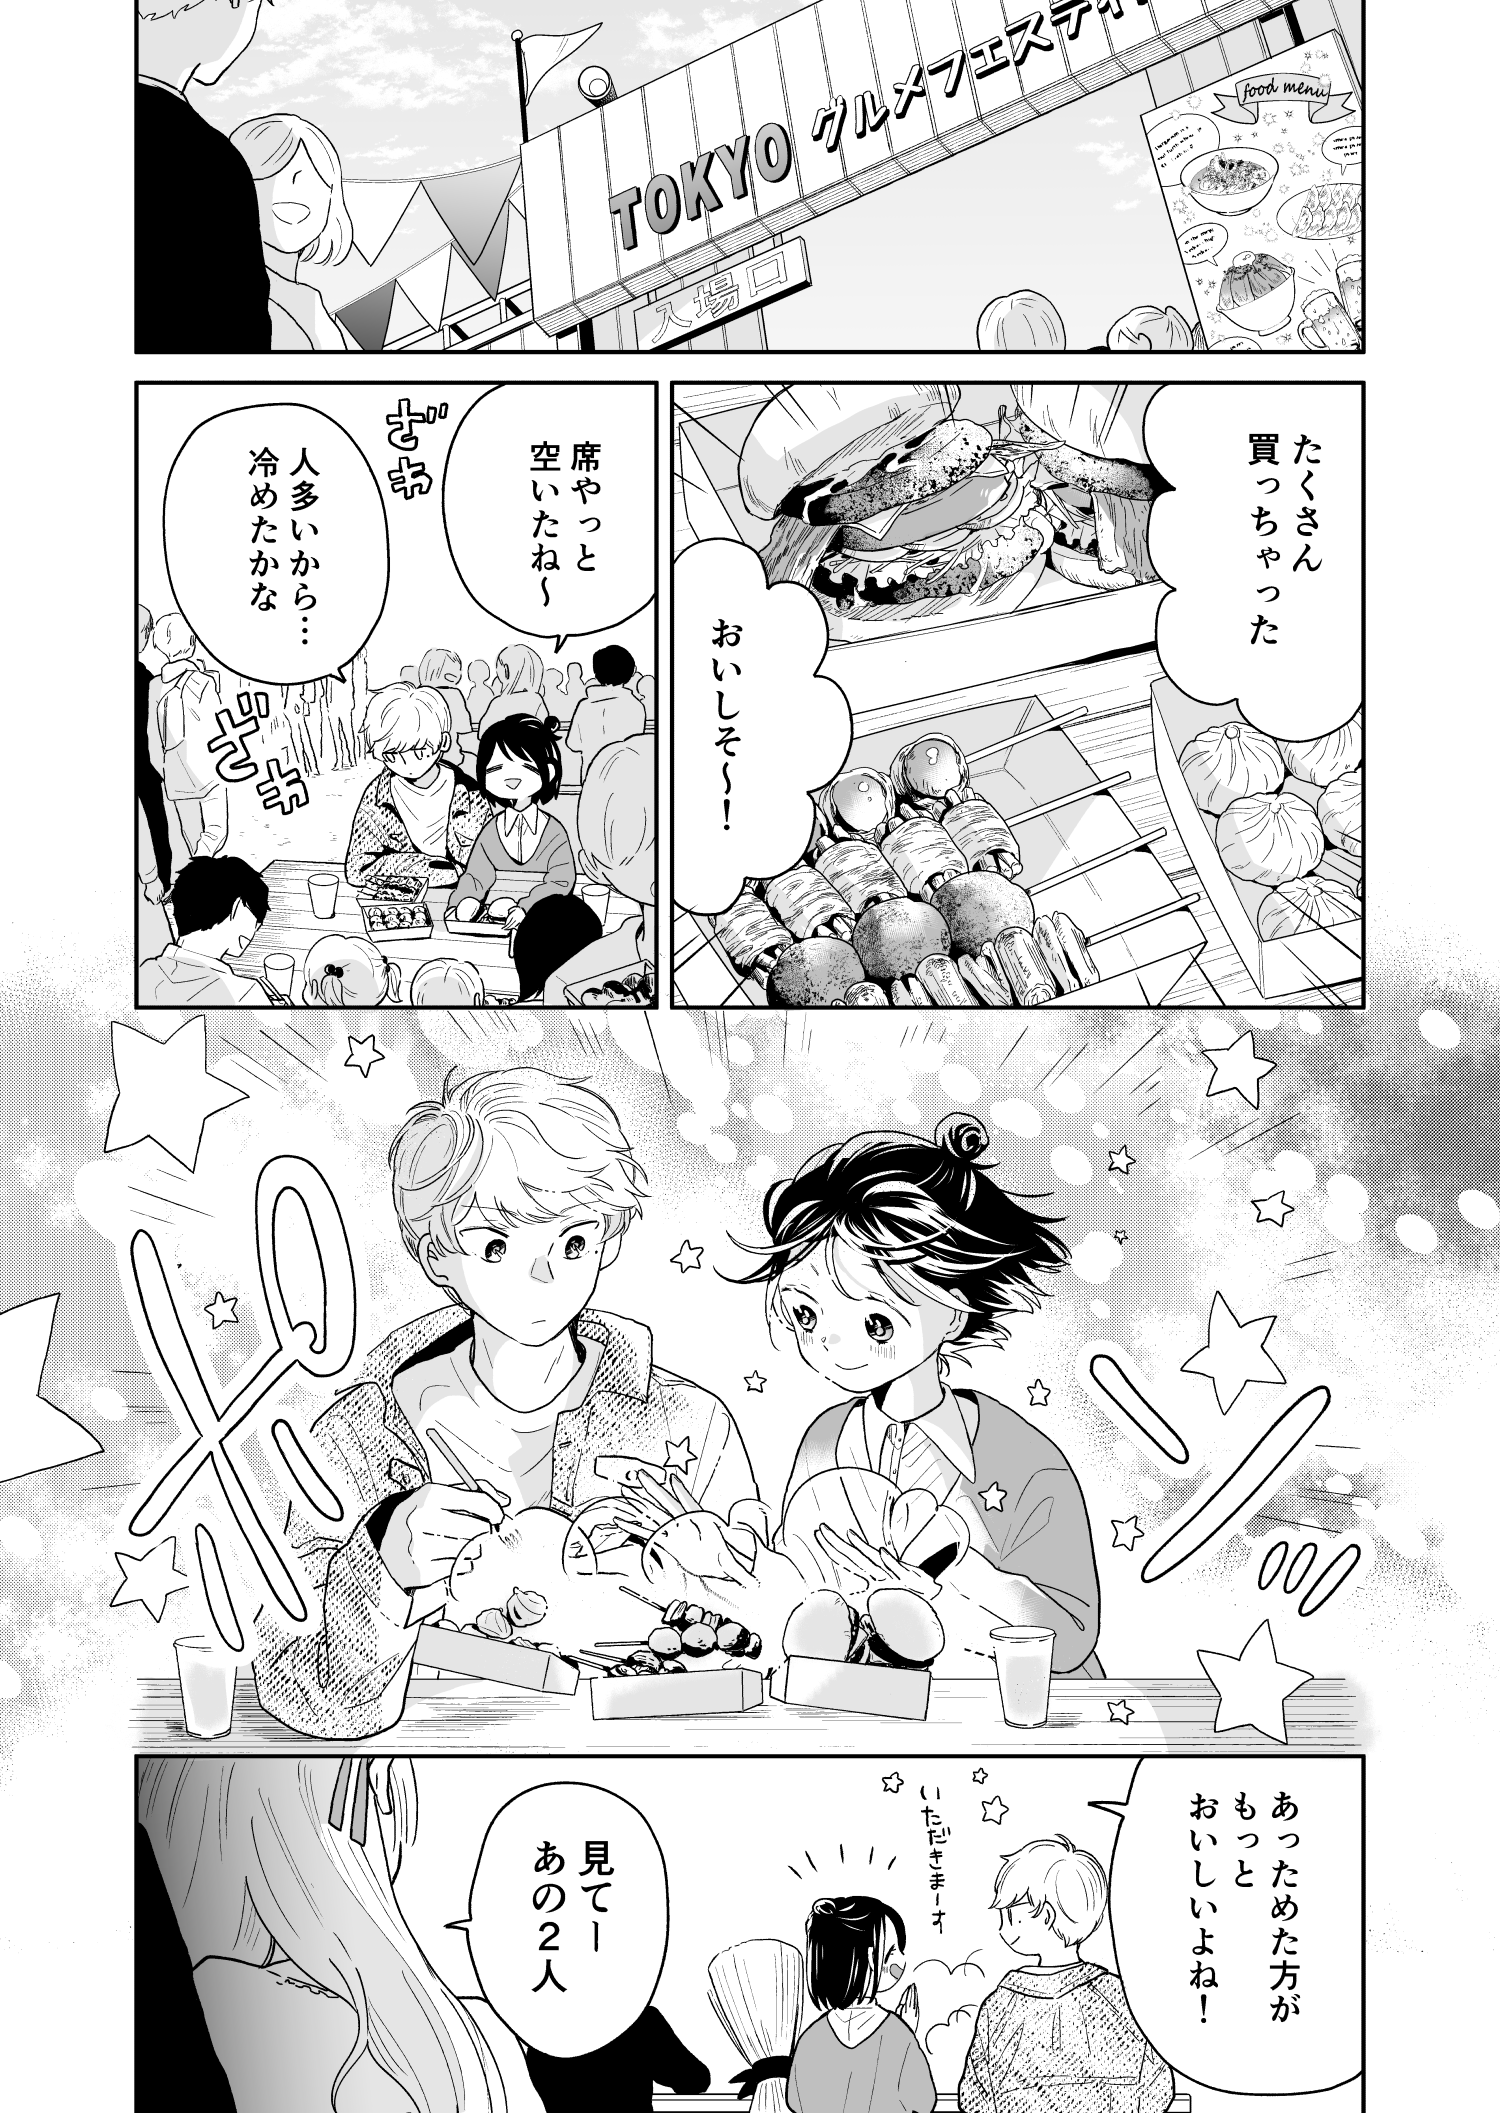 TOKYO グルメフェスティ
入場口
food menu
たくさん
買っちゃった
おいしそ〜！
席やっと
空いたね〜
ざわ
人多いから…
冷めたかな
ざわ
あっためた方が
もっと
おいしいよね！
いただきまーす
見てー
あの２人